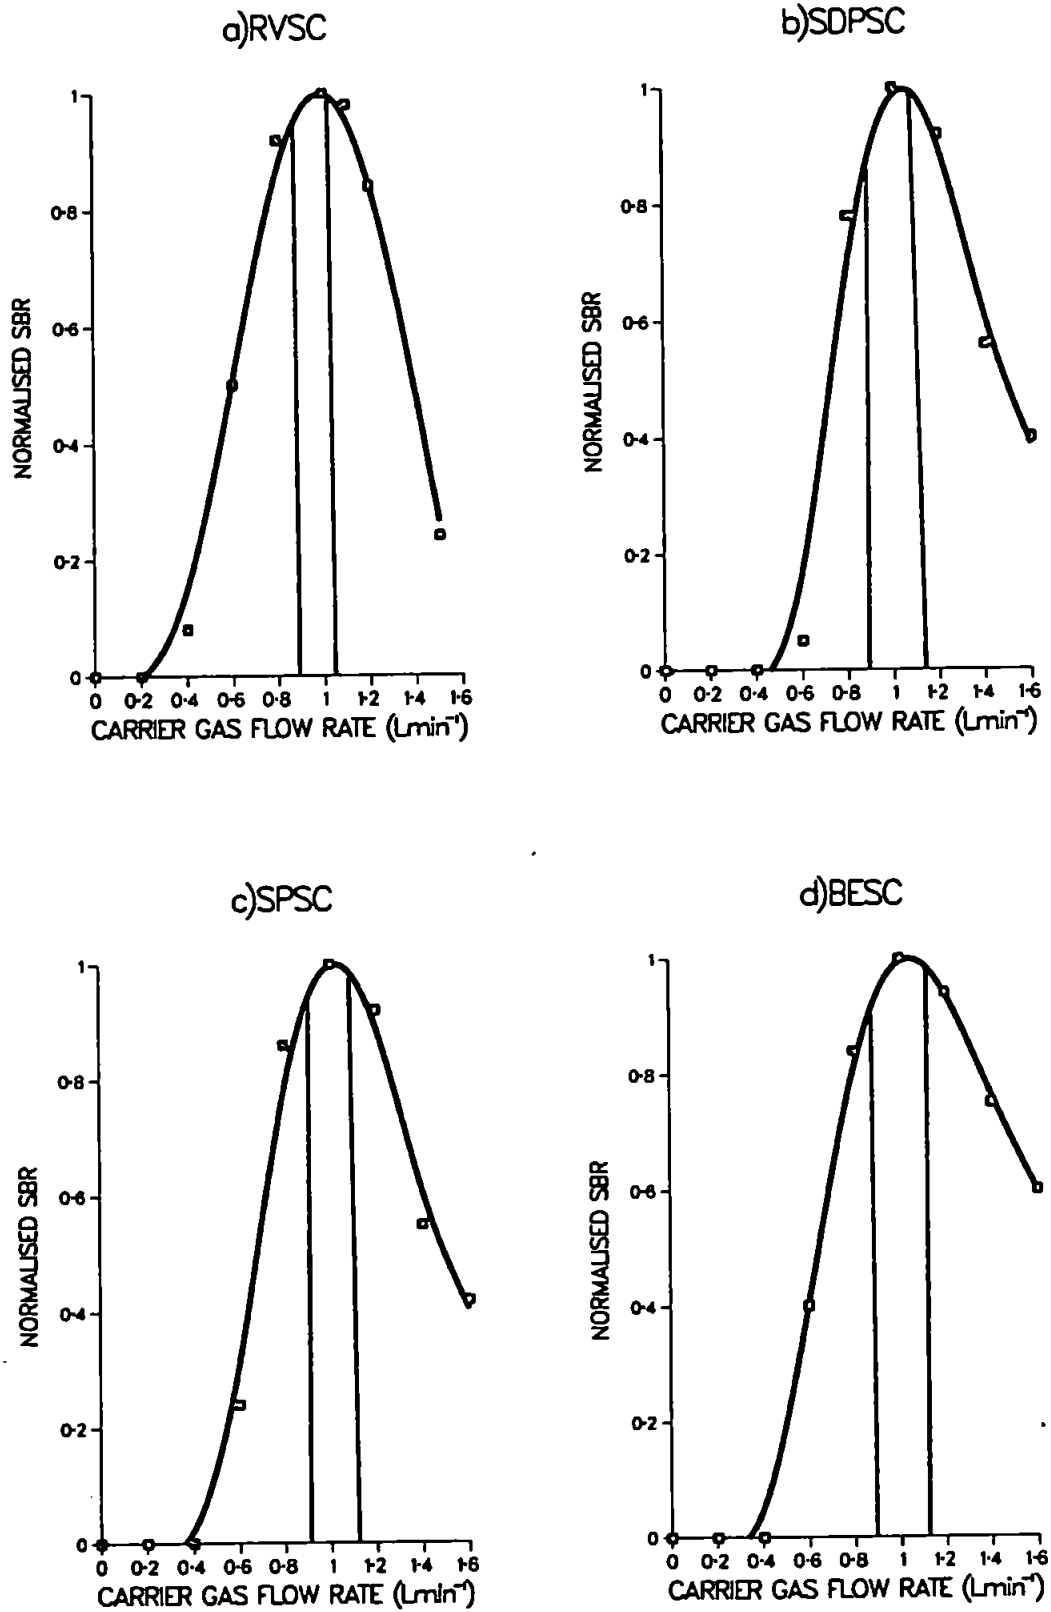 a)RVSC
NORMALISED SBR
1
0·8
0·6
0·4
0·2
0
0 0·2 0·4 0·6 0·8 1 1·2 1·4 1·6
CARRIER GAS FLOW RATE (Lmin⁻¹)
b)SDPSC
NORMALISED SBR
1
0·8
0·6
0·4
0·2
0
0 0·2 0·4 0·6 0·8 1 1·2 1·4 1·6
CARRIER GAS FLOW RATE (Lmin⁻¹)
c)SPSC
NORMALISED SBR
1
0·8
0·6
0·4
0·2
0
0 0·2 0·4 0·6 0·8 1 1·2 1·4 1·6
CARRIER GAS FLOW RATE (Lmin⁻¹)
d)BESC
NORMALISED SBR
1
0·8
0·6
0·4
0·2
0
0 0·2 0·4 0·6 0·8 1 1·2 1·4 1·6
CARRIER GAS FLOW RATE (Lmin⁻¹)